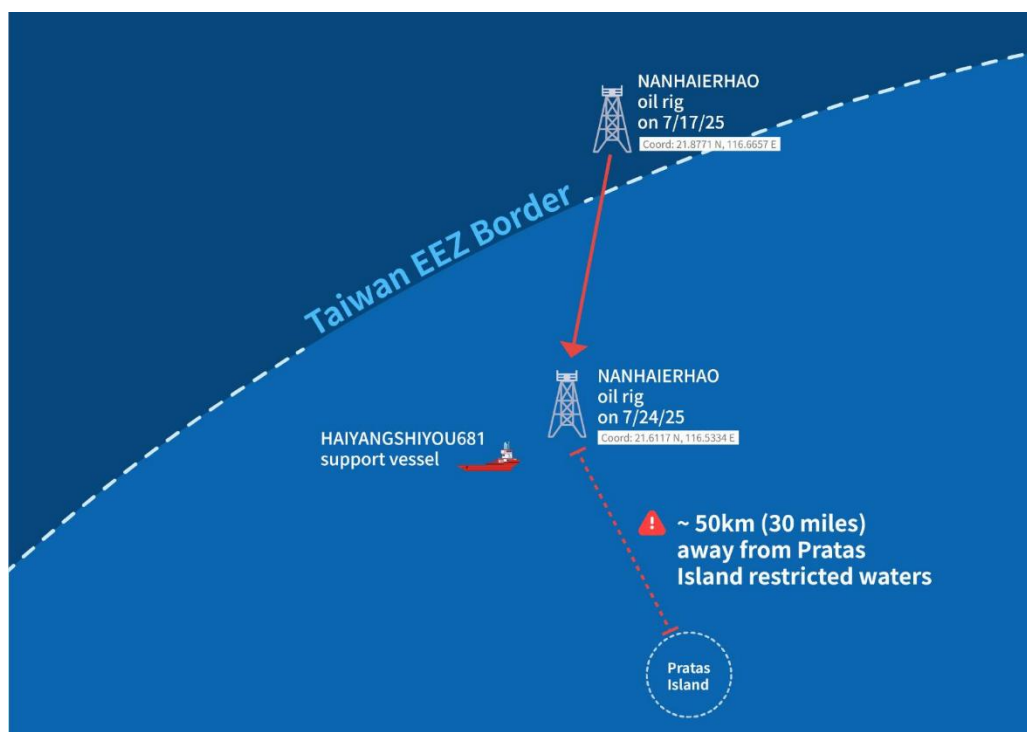 NANHAIERHAO
oil rig
on 7/17/25
Coord: 21.8771 N, 116.6657 E
Taiwan EEZ Border
NANHAIERHAO
oil rig
on 7/24/25
Coord: 21.6117 N, 116.5334 E
HAIYANGSHIYOU681
support vessel
! ~ 50km (30 miles)
away from Pratas
Island restricted waters
Pratas
Island